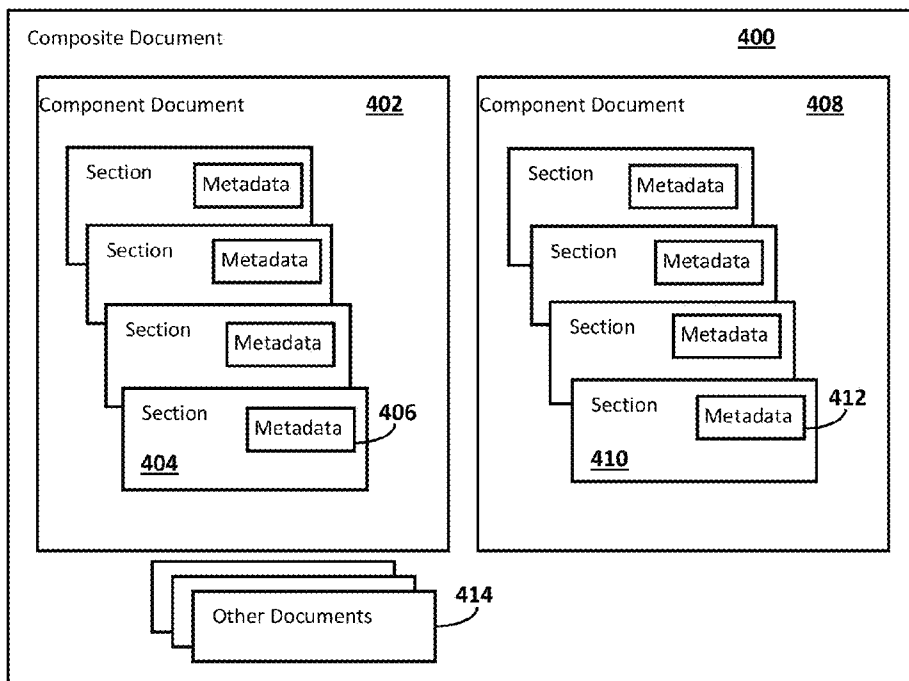 Composite Document 400
Component Document 402
Section Metadata
Section Metadata
Section Metadata
Section Metadata 406
404
Component Document 408
Section Metadata
Section Metadata
Section Metadata
Section Metadata 412
410
Other Documents 414